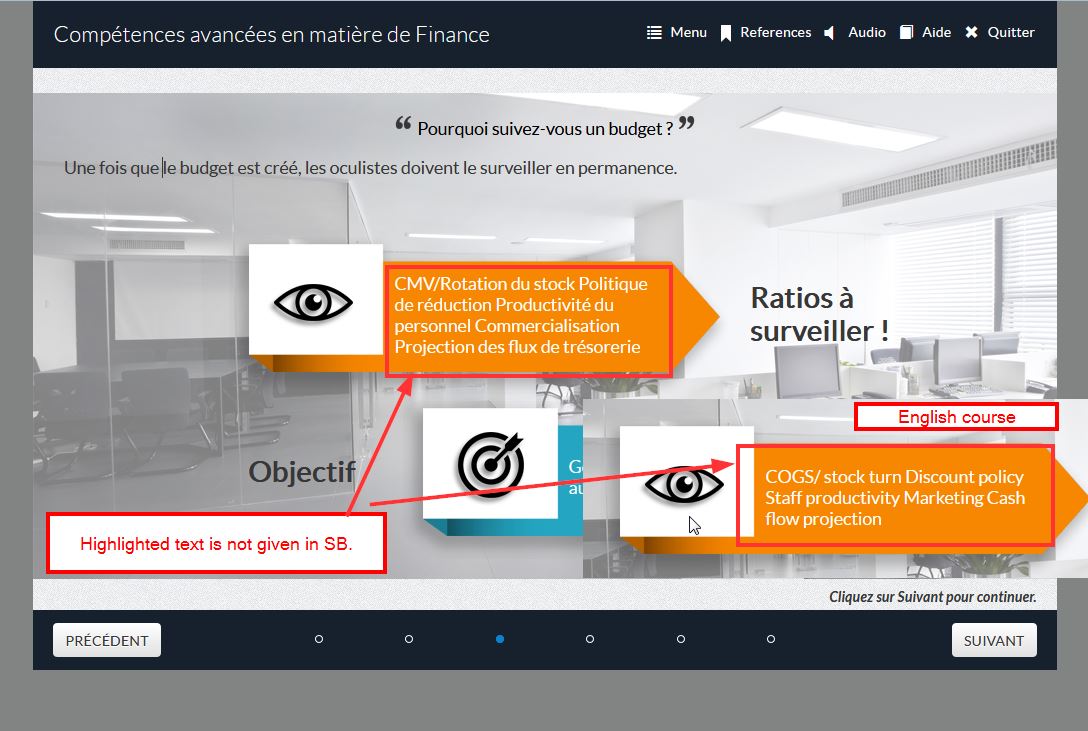 Compétences avancées en matière de Finance
Menu References Audio Aide Quitter
“ Pourquoi suivez-vous un budget ? ”
Une fois que le budget est créé, les oculistes doivent le surveiller en permanence.
CMV/Rotation du stock Politique
de réduction Productivité du
personnel Commercialisation
Projection des flux de trésorerie
Ratios à
surveiller !
English course
Objectif
COGS/ stock turn Discount policy
Staff productivity Marketing Cash
flow projection
Highlighted text is not given in SB.
Cliquez sur Suivant pour continuer.
PRÉCÉDENT
SUIVANT